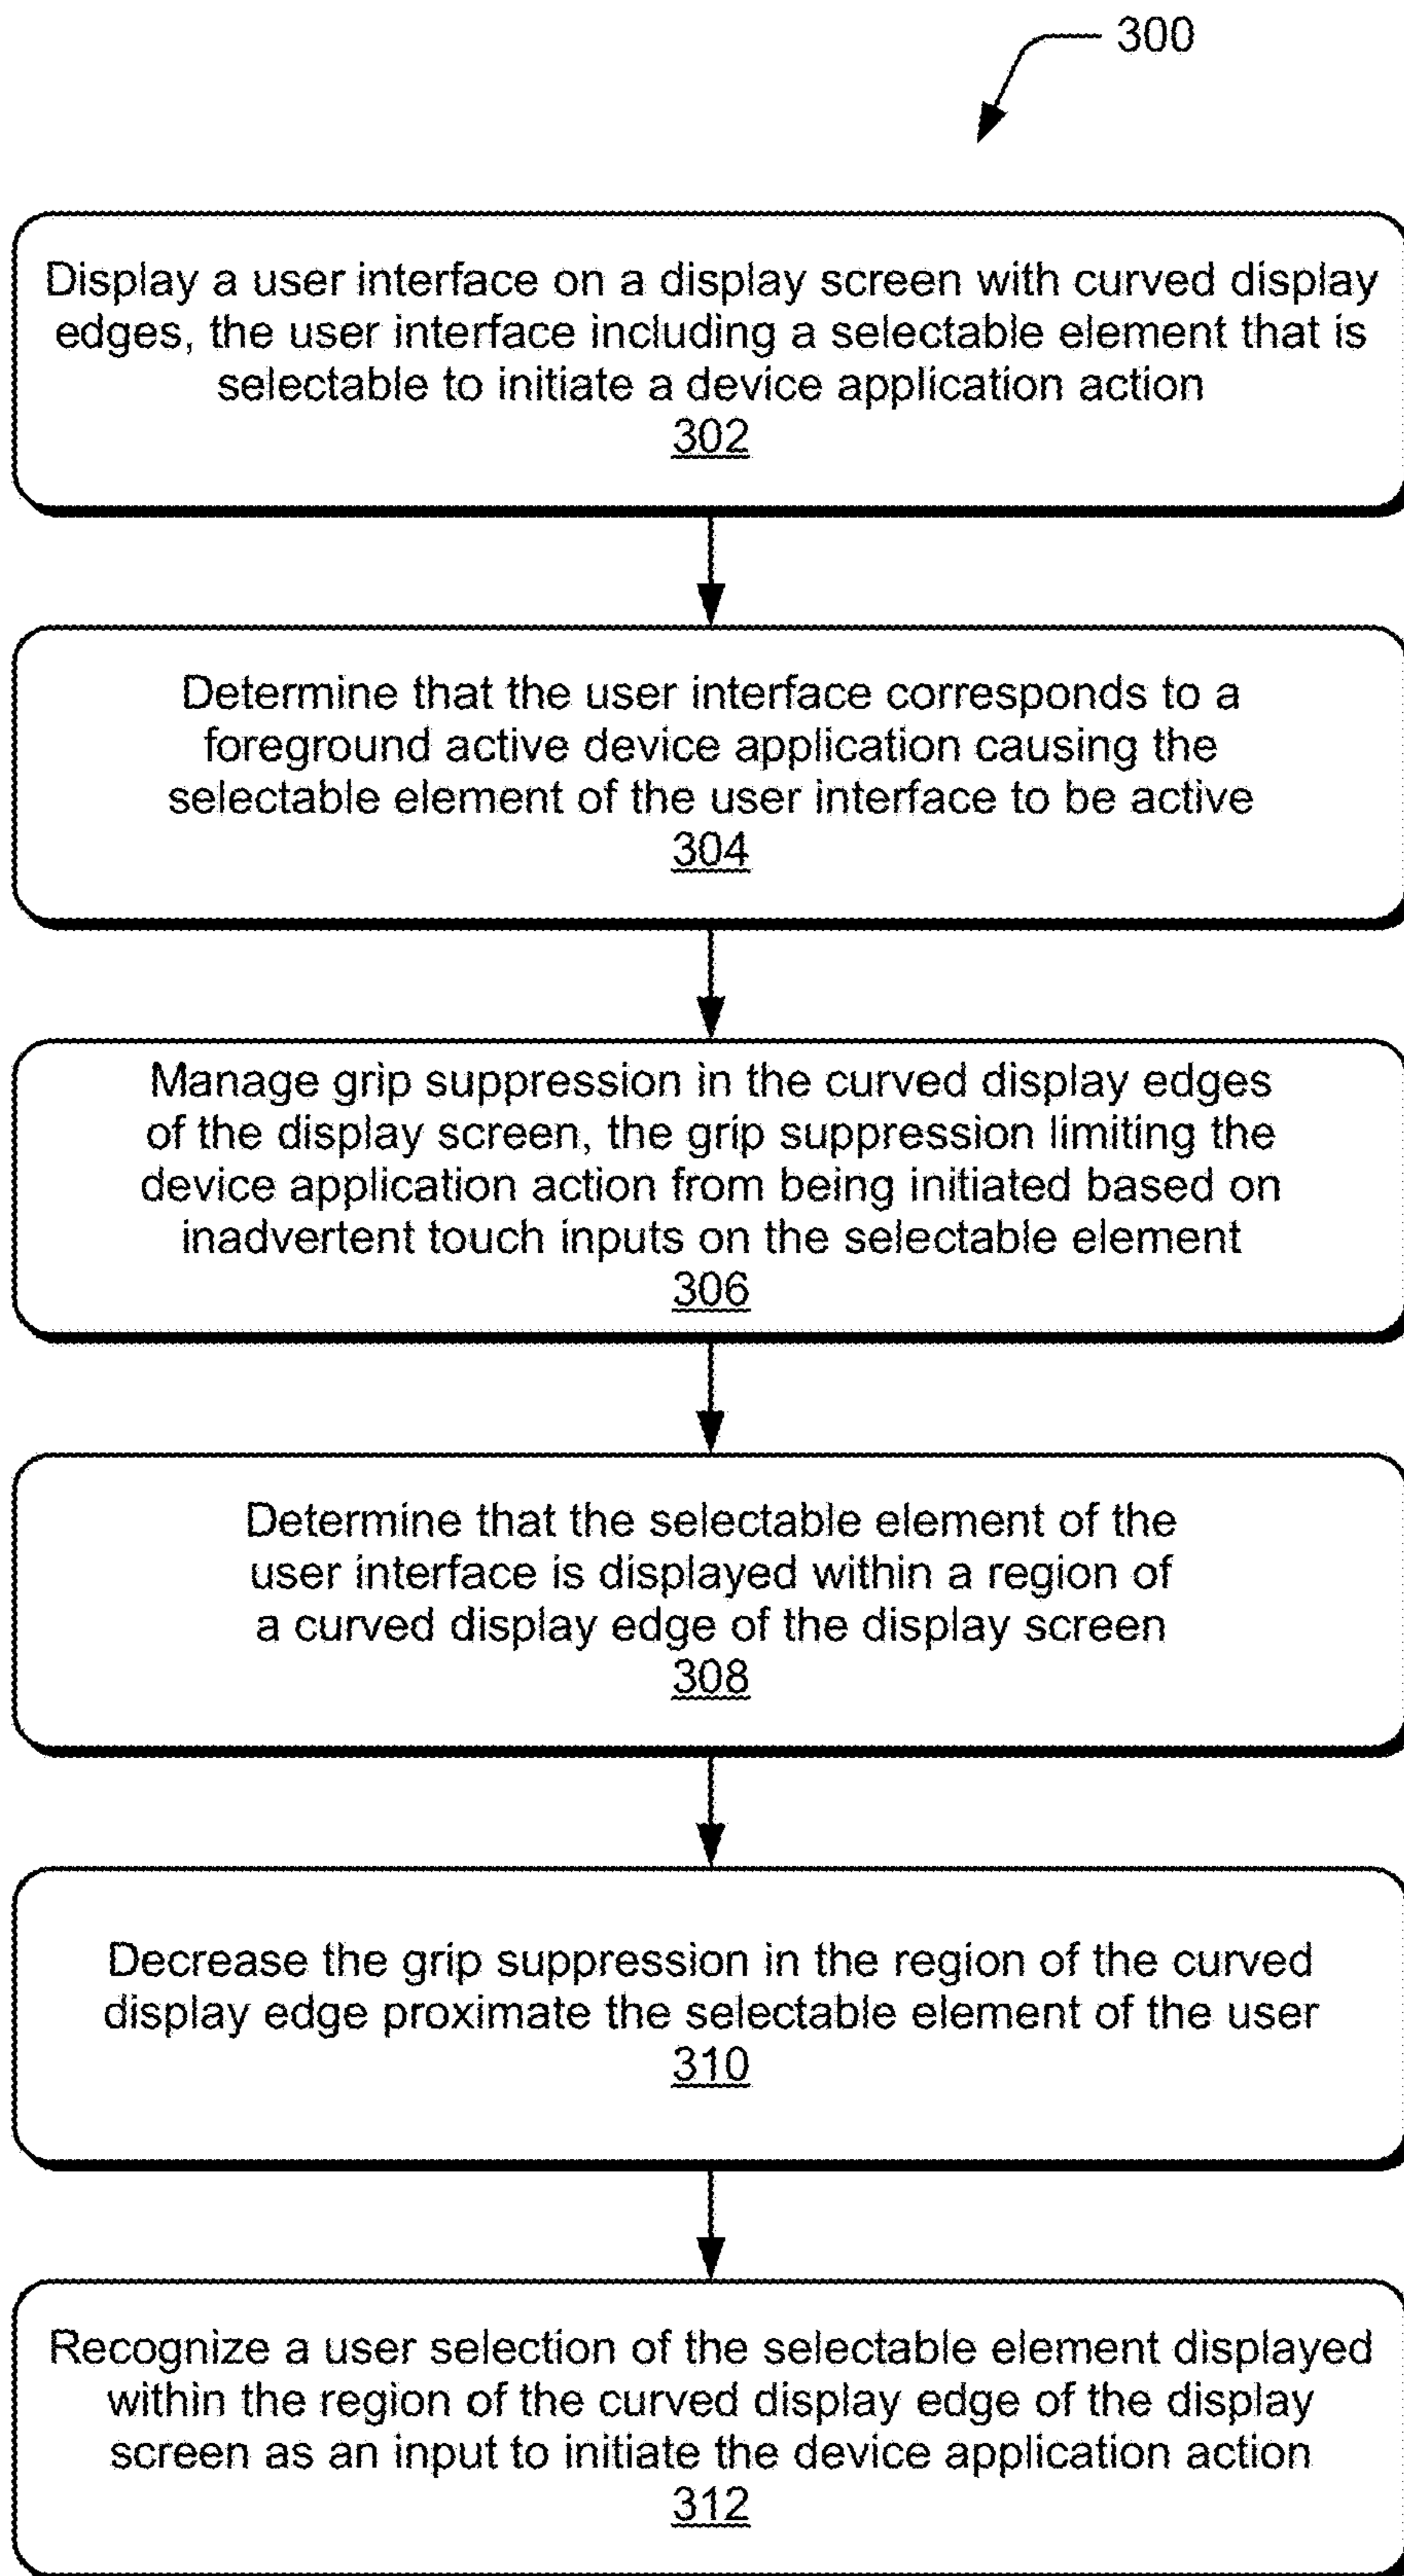 300
Display a user interface on a display screen with curved display
edges, the user interface including a selectable element that is
selectable to initiate a device application action
302
Determine that the user interface corresponds to a
foreground active device application causing the
selectable element of the user interface to be active
304
Manage grip suppression in the curved display edges
of the display screen, the grip suppression limiting the
device application action from being initiated based on
inadvertent touch inputs on the selectable element
306
Determine that the selectable element of the
user interface is displayed within a region of
a curved display edge of the display screen
308
Decrease the grip suppression in the region of the curved
display edge proximate the selectable element of the user
310
Recognize a user selection of the selectable element displayed
within the region of the curved display edge of the display
screen as an input to initiate the device application action
312